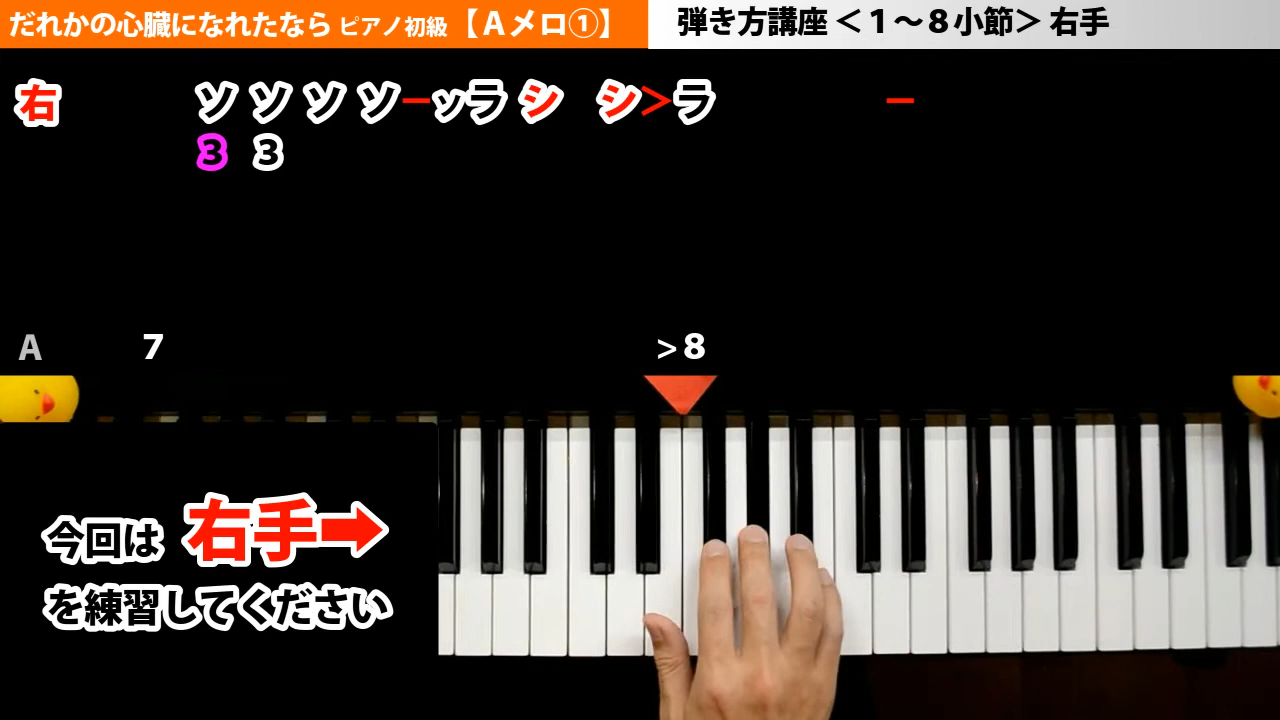 だれかの心臓になれたなら ピアノ初級 【Aメロ①】 弾き方講座 ＜1～8小節＞ 右手
右 ソ ソ ソ ソーッラ シ シ＞ラ ー
3 3
A 7 >8
今回は 右手➡
を練習してください